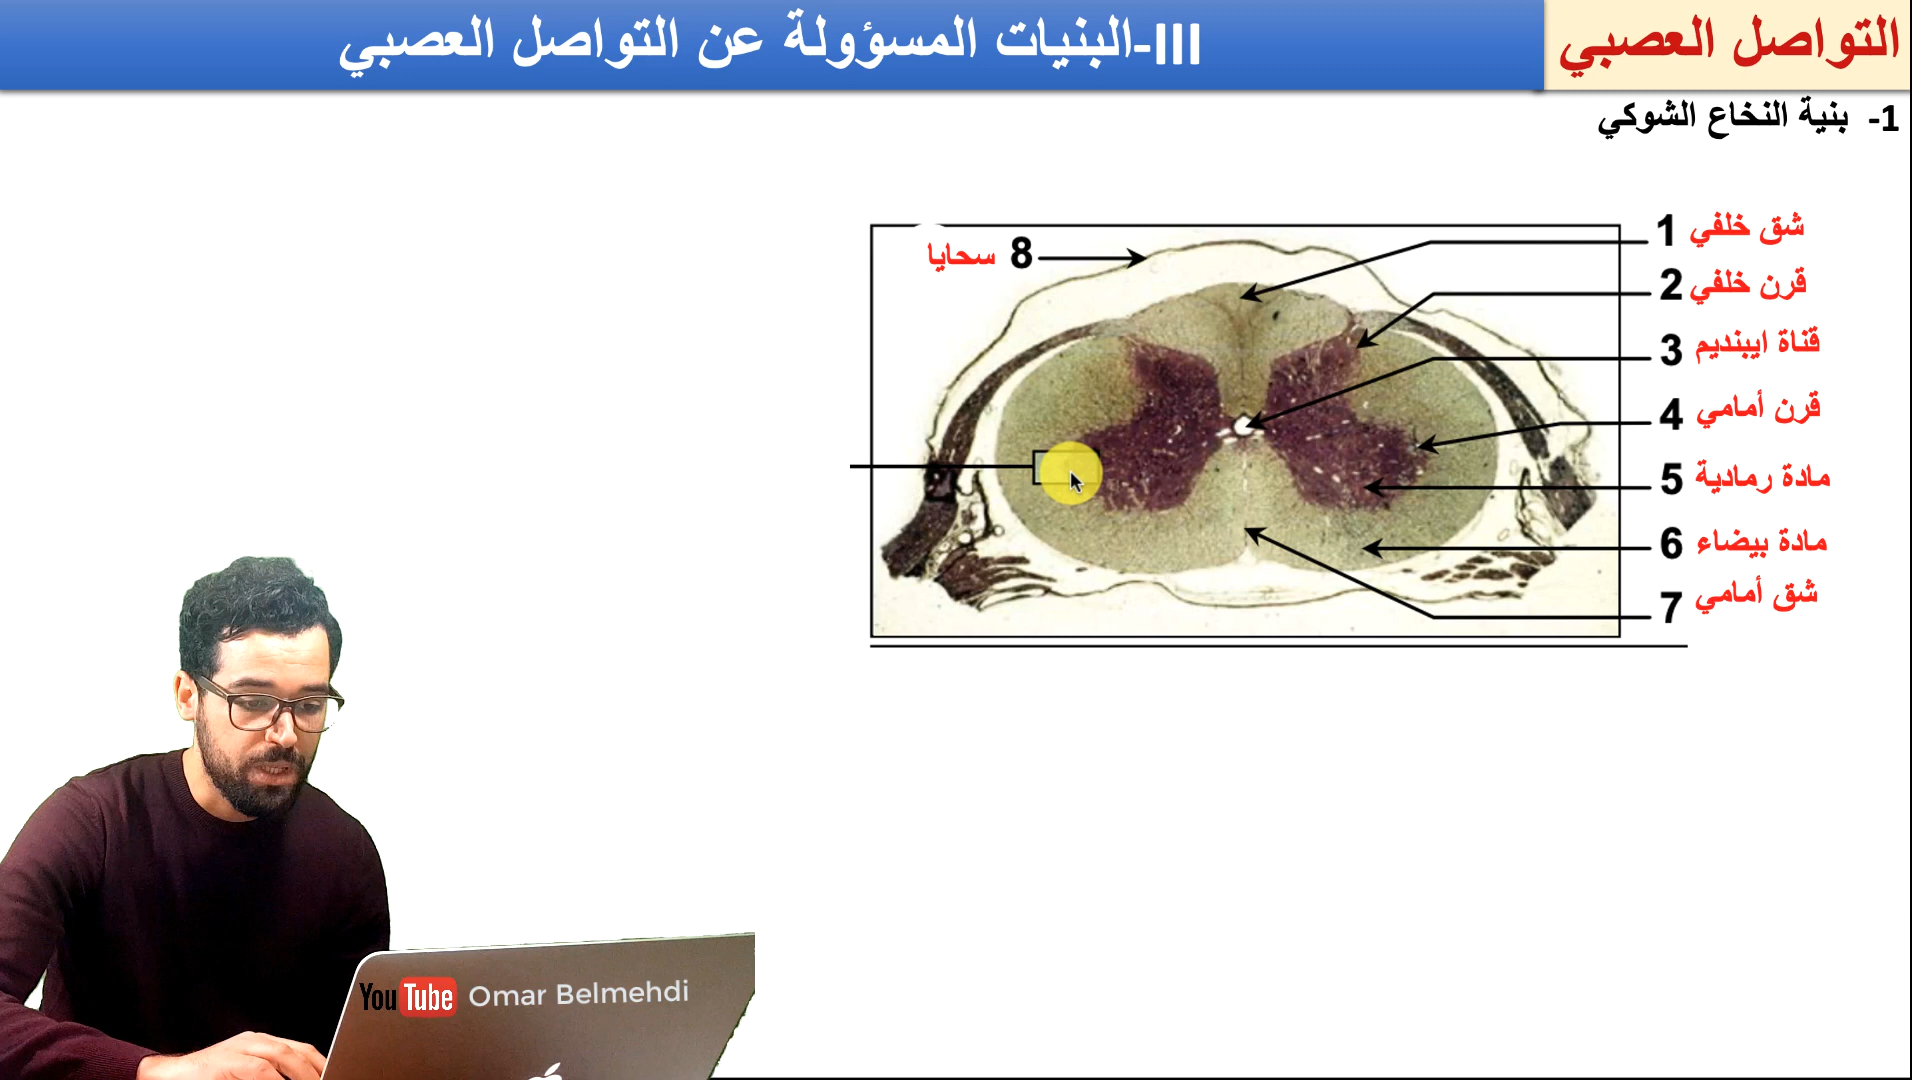 التواصل العصبي
III-البنيات المسؤولة عن التواصل العصبي
1- بنية النخاع الشوكي
1 شق خلفي
8 سحايا
2 قرن خلفي
3 قناة ايبنديم
4 قرن أمامي
5 مادة رمادية
6 مادة بيضاء
7 شق أمامي
YouTube Omar Belmehdi